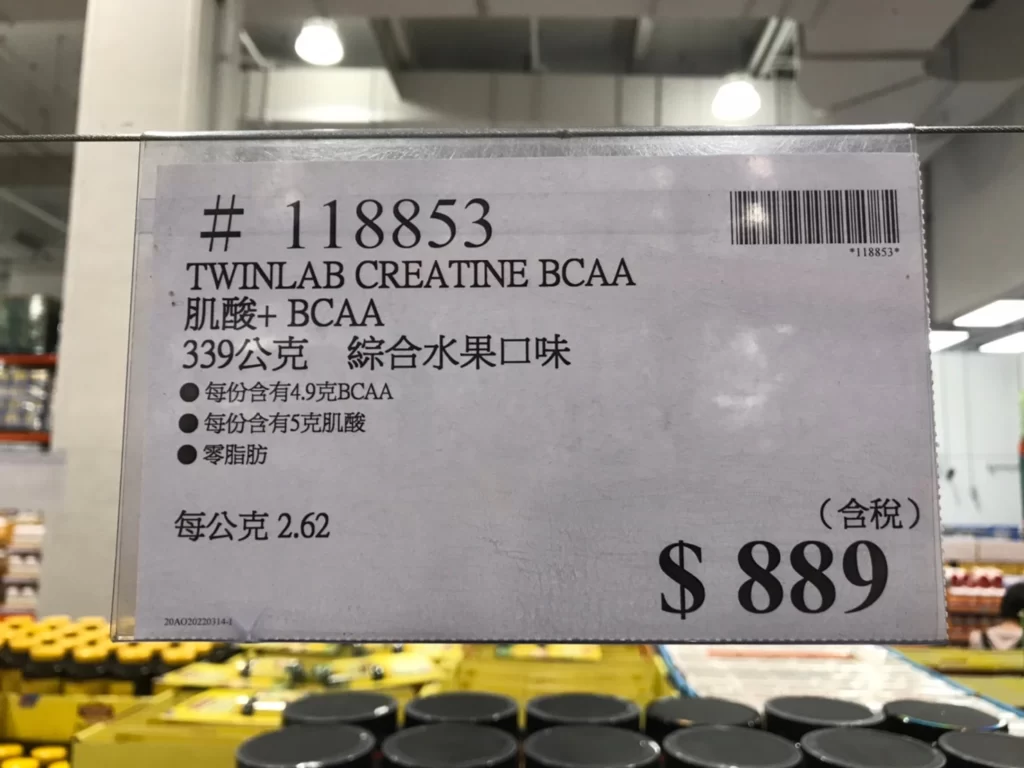 # 118853
*118853*
TWINLAB CREATINE BCAA
肌酸+ BCAA
339公克 綜合水果口味
●每份含有4.9克BCAA
●每份含有5克肌酸
●零脂肪
每公克 2.62
（含稅）
$ 889
20AO20220314-1